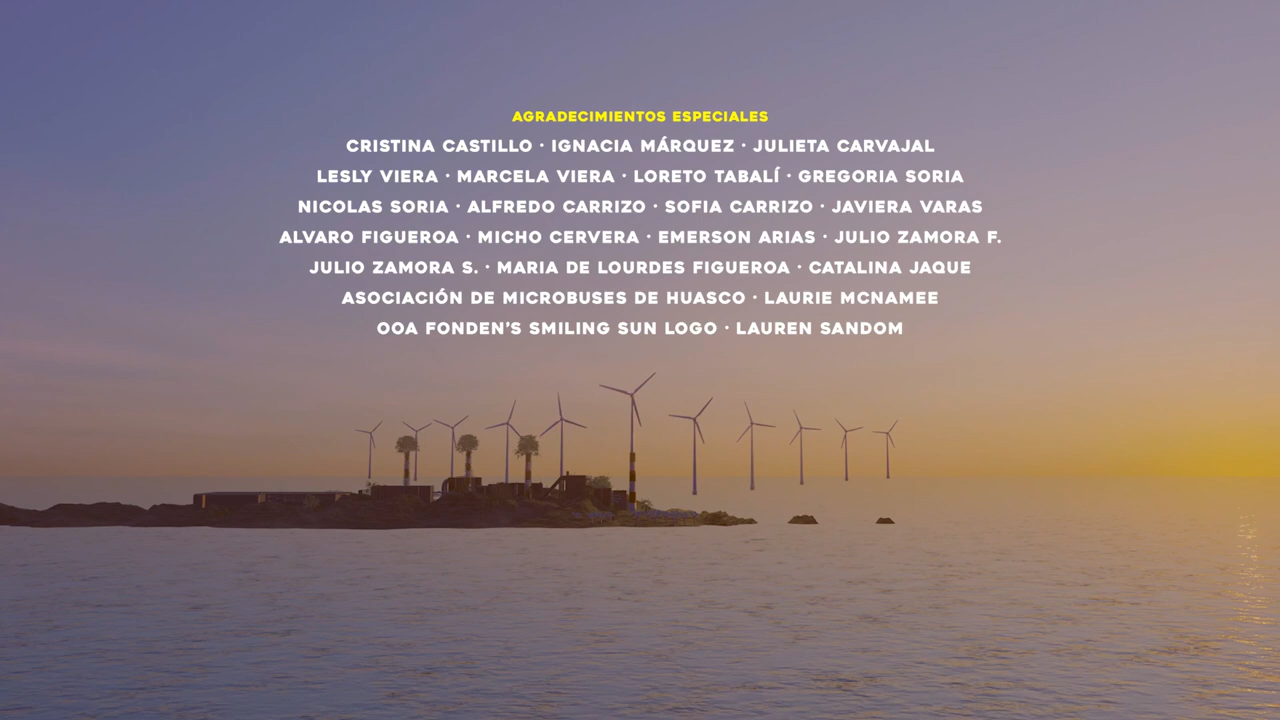 AGRADECIMIENTOS ESPECIALES
CRISTINA CASTILLO · IGNACIA MÁRQUEZ · JULIETA CARVAJAL
LESLY VIERA · MARCELA VIERA · LORETO TABALÍ · GREGORIA SORIA
NICOLAS SORIA · ALFREDO CARRIZO · SOFIA CARRIZO · JAVIERA VARAS
ALVARO FIGUEROA · MICHO CERVERA · EMERSON ARIAS · JULIO ZAMORA F.
JULIO ZAMORA S. · MARIA DE LOURDES FIGUEROA · CATALINA JAQUE
ASOCIACIÓN DE MICROBUSES DE HUASCO · LAURIE MCNAMEE
OOA FONDEN'S SMILING SUN LOGO · LAUREN SANDOM